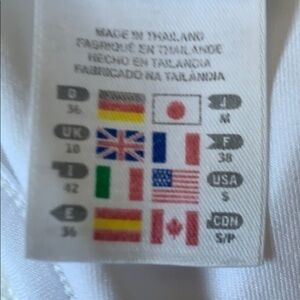 MADE IN THAILAND
FABRIQUÉ EN THAILANDE
HECHO EN TAILANDIA
FABRICADO NA TAILÂNDIA
D J
36 M
UK F
10 38
I USA
42 S
E CDN
36 S/P